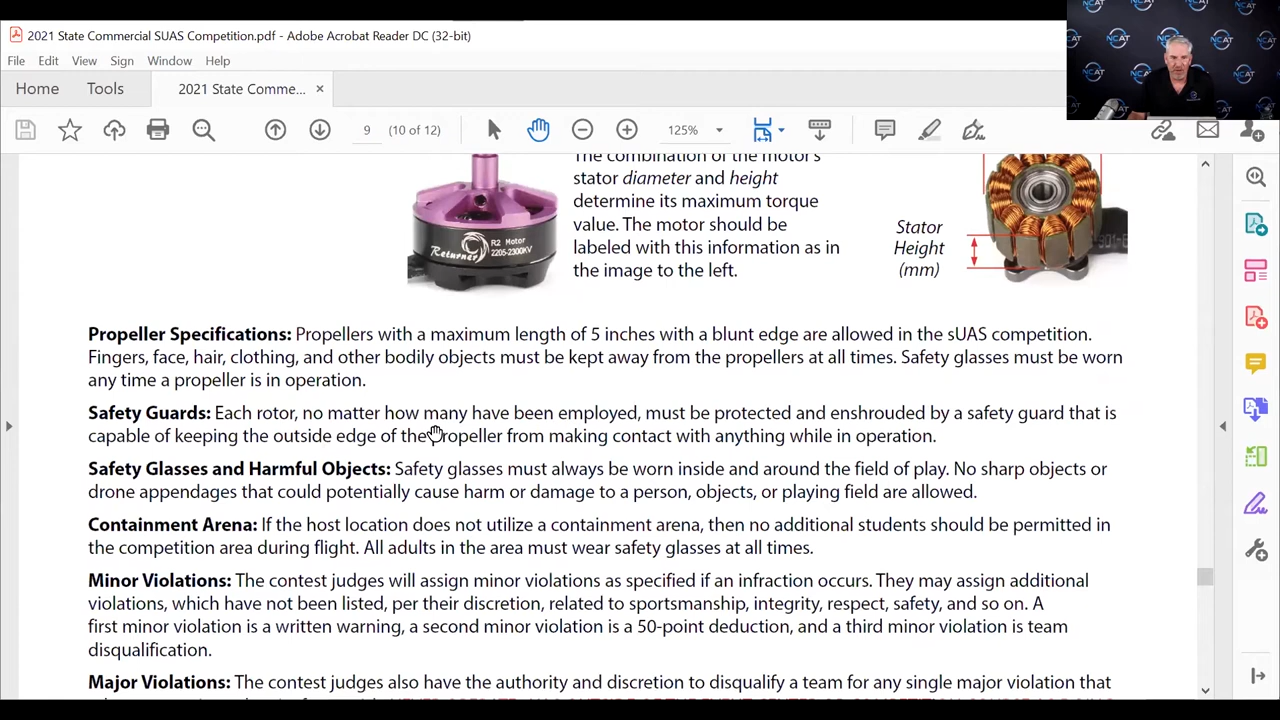 2021 State Commercial SUAS Competition.pdf - Adobe Acrobat Reader DC (32-bit)
File Edit View Sign Window Help
Home Tools 2021 State Comme... ×
9 (10 of 12) 125%
NCAT
The combination of the motor's
stator diameter and height
determine its maximum torque
value. The motor should be
labeled with this information as in
the image to the left.
Returner R2 Motor
2205-2300KV
Stator
Height
(mm)
Propeller Specifications: Propellers with a maximum length of 5 inches with a blunt edge are allowed in the sUAS competition.
Fingers, face, hair, clothing, and other bodily objects must be kept away from the propellers at all times. Safety glasses must be worn
any time a propeller is in operation.
Safety Guards: Each rotor, no matter how many have been employed, must be protected and enshrouded by a safety guard that is
capable of keeping the outside edge of the propeller from making contact with anything while in operation.
Safety Glasses and Harmful Objects: Safety glasses must always be worn inside and around the field of play. No sharp objects or
drone appendages that could potentially cause harm or damage to a person, objects, or playing field are allowed.
Containment Arena: If the host location does not utilize a containment arena, then no additional students should be permitted in
the competition area during flight. All adults in the area must wear safety glasses at all times.
Minor Violations: The contest judges will assign minor violations as specified if an infraction occurs. They may assign additional
violations, which have not been listed, per their discretion, related to sportsmanship, integrity, respect, safety, and so on. A
first minor violation is a written warning, a second minor violation is a 50-point deduction, and a third minor violation is team
disqualification.
Major Violations: The contest judges also have the authority and discretion to disqualify a team for any single major violation that